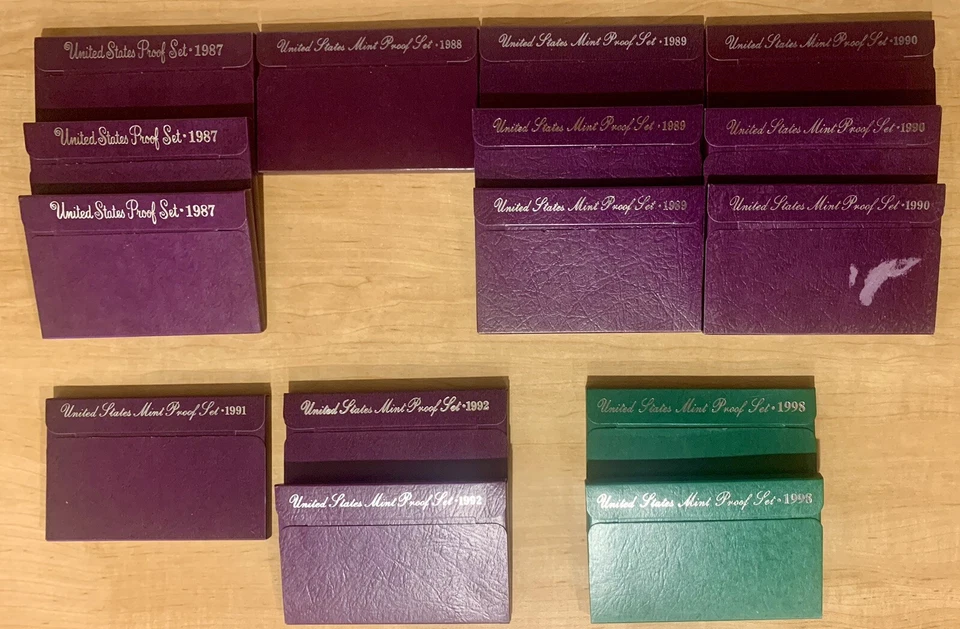 United States Proof Set • 1987
United States Mint Proof Set • 1988
United States Mint Proof Set • 1989
United States Mint Proof Set • 1990
United States Proof Set • 1987
United States Mint Proof Set • 1989
United States Mint Proof Set • 1990
United States Proof Set • 1987
United States Mint Proof Set • 1989
United States Mint Proof Set • 1990
United States Mint Proof Set • 1991
United States Mint Proof Set • 1992
United States Mint Proof Set • 1998
United States Mint Proof Set • 1992
United States Mint Proof Set • 1998